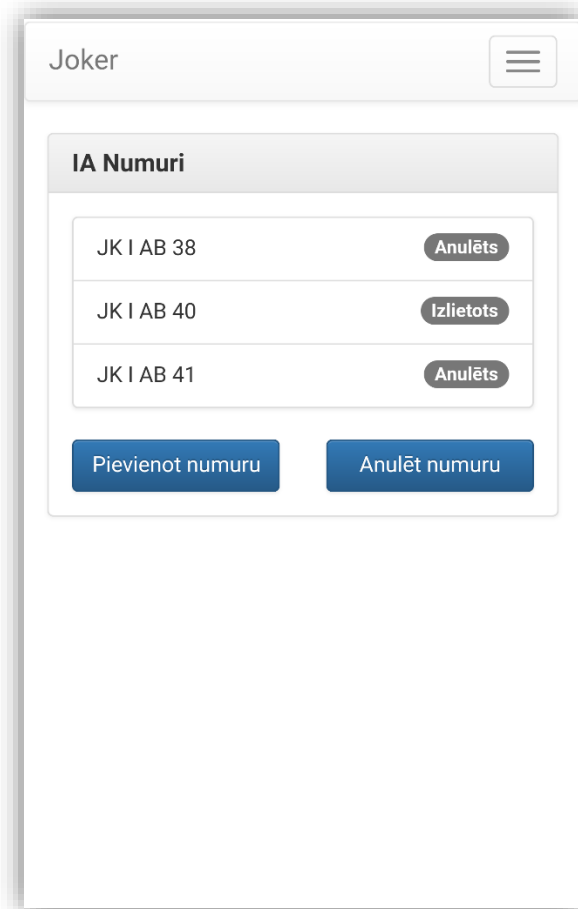 Joker
IA Numuri
JK I AB 38 Anulēts
JK I AB 40 Izlietots
JK I AB 41 Anulēts
Pievienot numuru Anulēt numuru